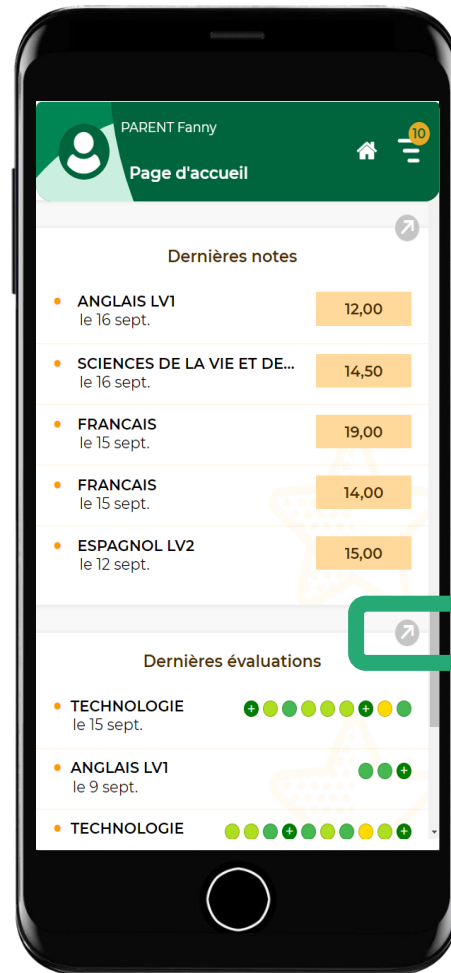 PARENT Fanny
10
Page d'accueil
Dernières notes
ANGLAIS LV1
le 16 sept.
12,00
SCIENCES DE LA VIE ET DE...
le 16 sept.
14,50
FRANCAIS
le 15 sept.
19,00
FRANCAIS
le 15 sept.
14,00
ESPAGNOL LV2
le 12 sept.
15,00
Dernières évaluations
TECHNOLOGIE
le 15 sept.
ANGLAIS LV1
le 9 sept.
TECHNOLOGIE